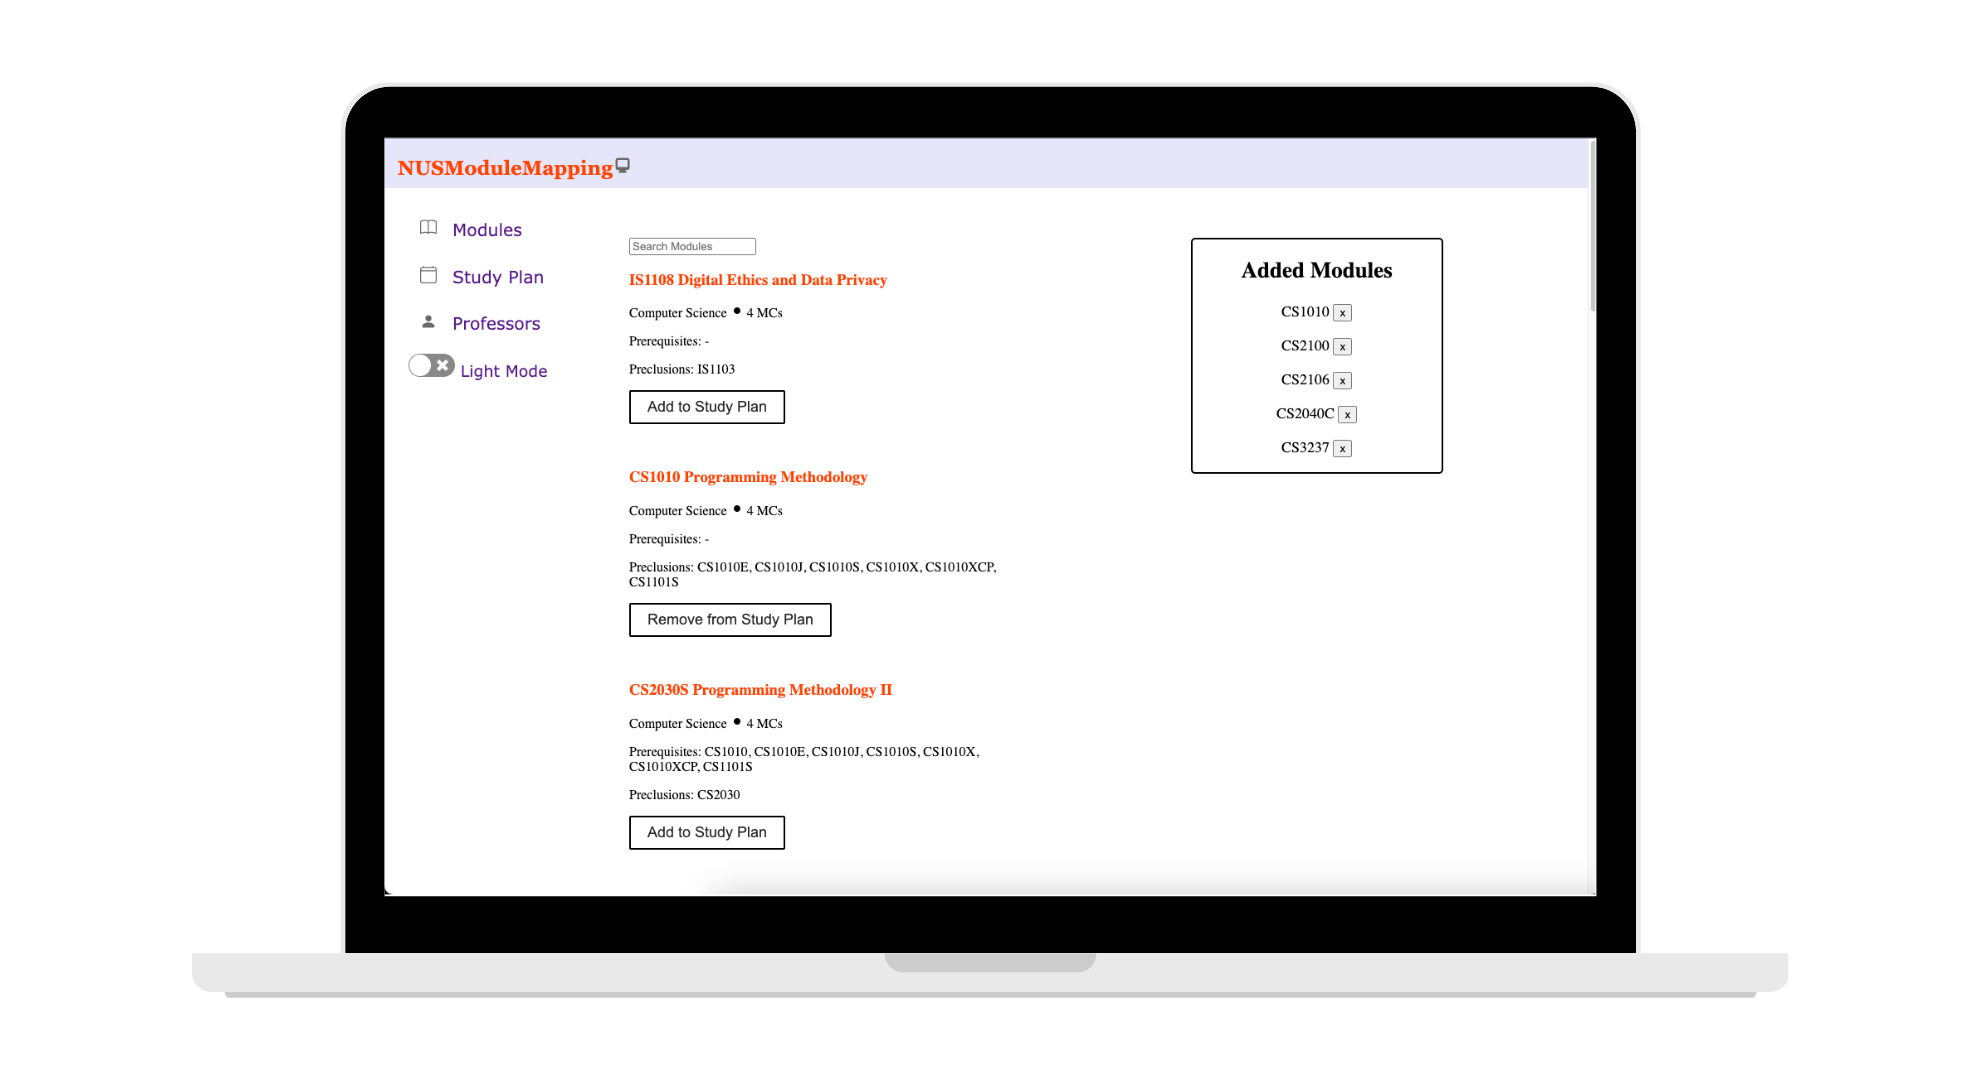 NUSModuleMapping
Modules
Study Plan
Professors
Light Mode
Search Modules
IS1108 Digital Ethics and Data Privacy
Computer Science • 4 MCs
Prerequisites: -
Preclusions: IS1103
Add to Study Plan
CS1010 Programming Methodology
Computer Science • 4 MCs
Prerequisites: -
Preclusions: CS1010E, CS1010J, CS1010S, CS1010X, CS1010XCP,
CS1101S
Remove from Study Plan
CS2030S Programming Methodology II
Computer Science • 4 MCs
Prerequisites: CS1010, CS1010E, CS1010J, CS1010S, CS1010X,
CS1010XCP, CS1101S
Preclusions: CS2030
Add to Study Plan
Added Modules
CS1010 x
CS2100 x
CS2106 x
CS2040C x
CS3237 x